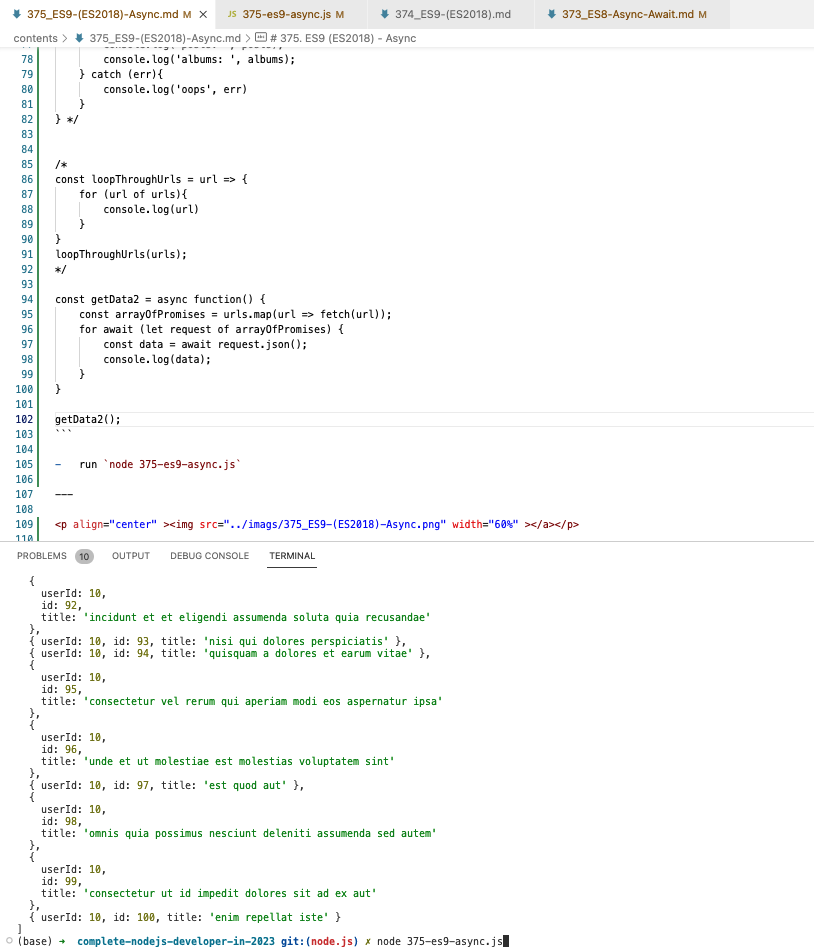 375_ES9-(ES2018)-Async.md M
JS 375-es9-async.js M
374_ES9-(ES2018).md M
373_ES8-Async-Await.md M
contents > 375_ES9-(ES2018)-Async.md > # 375. ES9 (ES2018) - Async
78 console.log('albums: ', albums);
79 } catch (err){
80 console.log('oops', err)
81 }
82 } */
83
84
85 /*
86 const loopThroughUrls = url => {
87 for (url of urls){
88 console.log(url)
89 }
90 }
91 loopThroughUrls(urls);
92 */
93
94 const getData2 = async function() {
95 const arrayOfPromises = urls.map(url => fetch(url));
96 for await (let request of arrayOfPromises) {
97 const data = await request.json();
98 console.log(data);
99 }
100 }
101
102 getData2();
103 ```
104
105 - run `node 375-es9-async.js`
106
107 ---
108
109 <p align="center" ><img src="../imags/375_ES9-(ES2018)-Async.png" width="60%" ></a></p>
110
PROBLEMS 10 OUTPUT DEBUG CONSOLE TERMINAL
{
userId: 10,
id: 92,
title: 'incidunt et et eligendi assumenda soluta quia recusandae'
},
{ userId: 10, id: 93, title: 'nisi qui dolores perspiciatis' },
{ userId: 10, id: 94, title: 'quisquam a dolores et earum vitae' },
{
userId: 10,
id: 95,
title: 'consectetur vel rerum qui aperiam modi eos aspernatur ipsa'
},
{
userId: 10,
id: 96,
title: 'unde et ut molestiae est molestias voluptatem sint'
},
{ userId: 10, id: 97, title: 'est quod aut' },
{
userId: 10,
id: 98,
title: 'omnis quia possimus nesciunt deleniti assumenda sed autem'
},
{
userId: 10,
id: 99,
title: 'consectetur ut id impedit dolores sit ad ex aut'
},
{ userId: 10, id: 100, title: 'enim repellat iste' }
]
(base) ➜ complete-nodejs-developer-in-2023 git:(node.js) ✗ node 375-es9-async.js